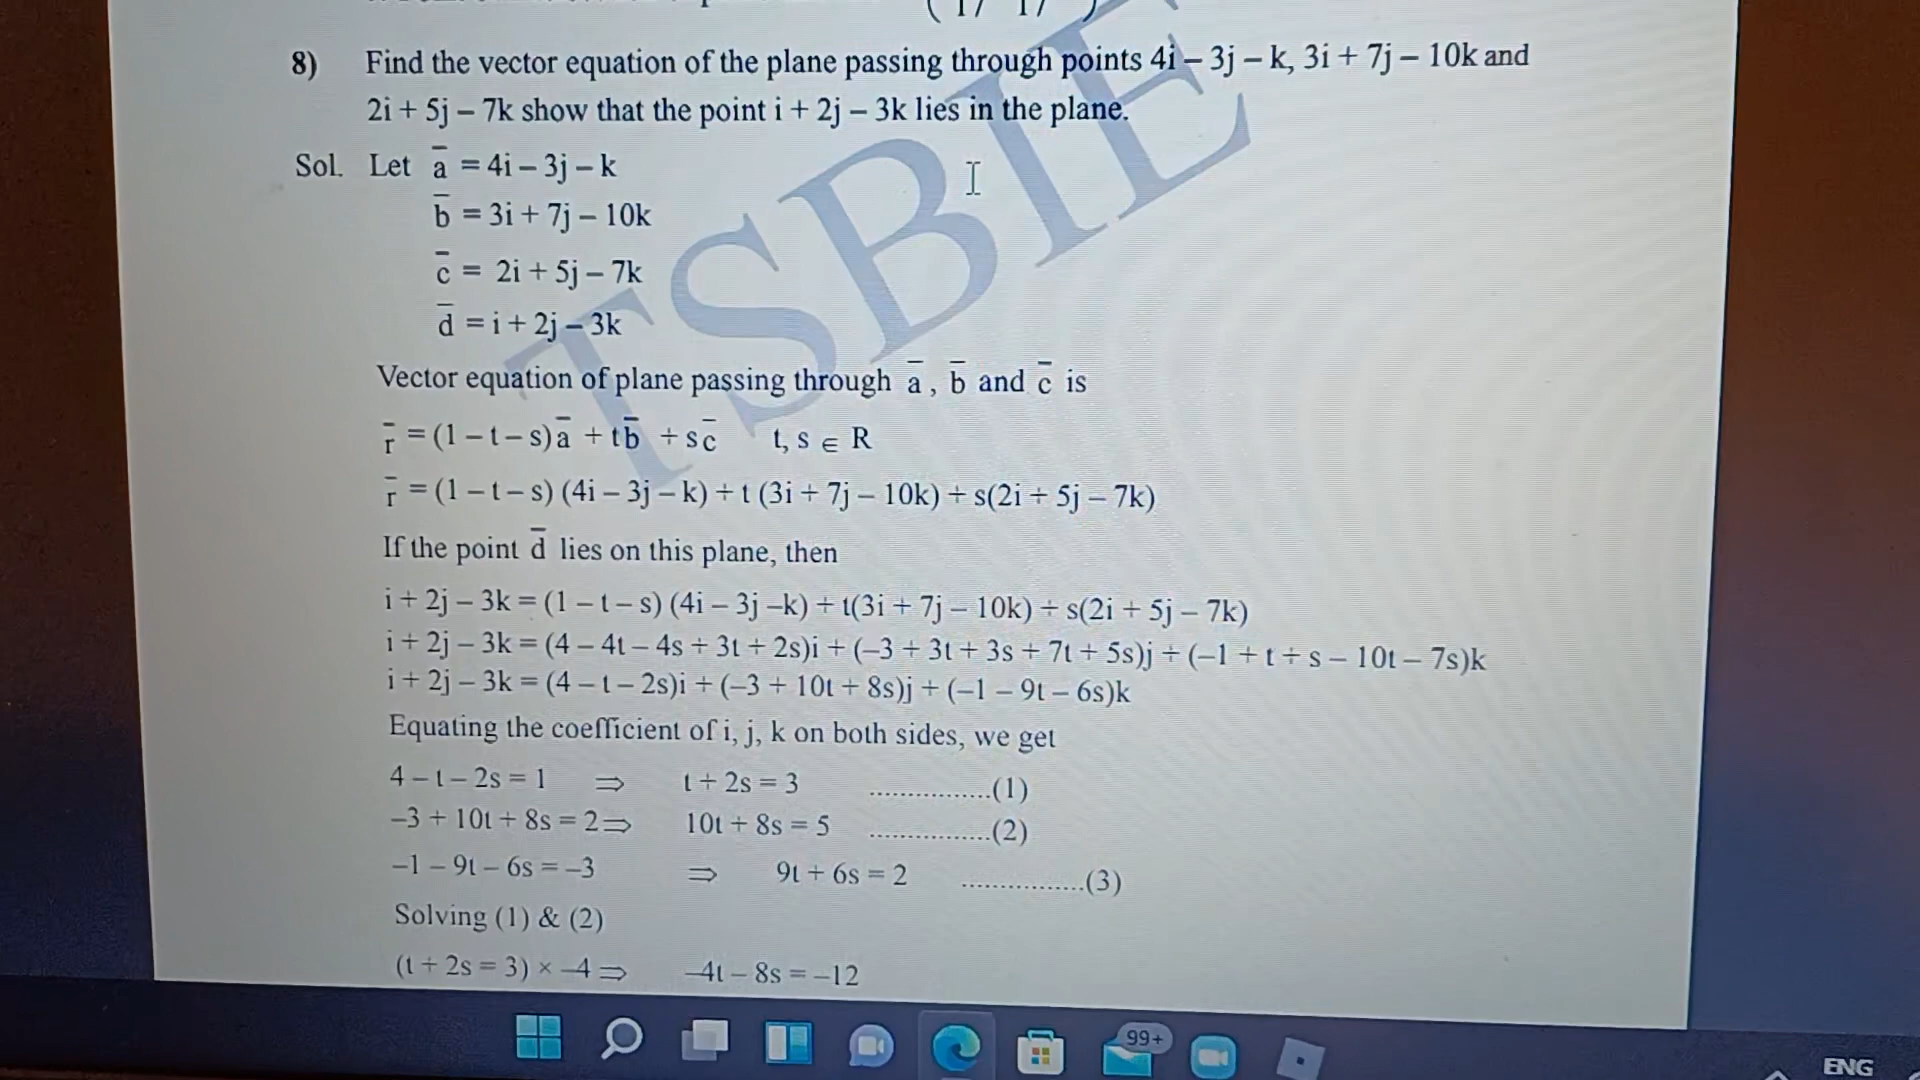 ( 17 17 )
8) Find the vector equation of the plane passing through points 4i – 3j – k, 3i + 7j – 10k and
2i + 5j – 7k show that the point i + 2j – 3k lies in the plane.
Sol. Let a̅ = 4i – 3j – k
b̅ = 3i + 7j – 10k
c̅ = 2i + 5j – 7k
d̅ = i + 2j – 3k
Vector equation of plane passing through a̅ , b̅ and c̅ is
r̅ = (1 – t – s)a̅ + tb̅ + sc̅ t, s ∈ R
r̅ = (1 – t – s) (4i – 3j – k) + t (3i + 7j – 10k) + s(2i + 5j – 7k)
If the point d̅ lies on this plane, then
i + 2j – 3k = (1 – t – s) (4i – 3j –k) + t(3i + 7j – 10k) + s(2i + 5j – 7k)
i + 2j – 3k = (4 – 4t – 4s + 3t + 2s)i + (–3 + 3t + 3s + 7t + 5s)j + (–1 + t + s – 10t – 7s)k
i + 2j – 3k = (4 – t – 2s)i + (–3 + 10t + 8s)j + (–1 – 9t – 6s)k
Equating the coefficient of i, j, k on both sides, we get
4 – t – 2s = 1 ⇒ t + 2s = 3 .................(1)
–3 + 10t + 8s = 2⇒ 10t + 8s = 5 .................(2)
–1 – 9t – 6s = –3 ⇒ 9t + 6s = 2 .................(3)
Solving (1) & (2)
(t + 2s = 3) × –4 ⇒ –4t – 8s = –12
TSBIE
99+
ENG